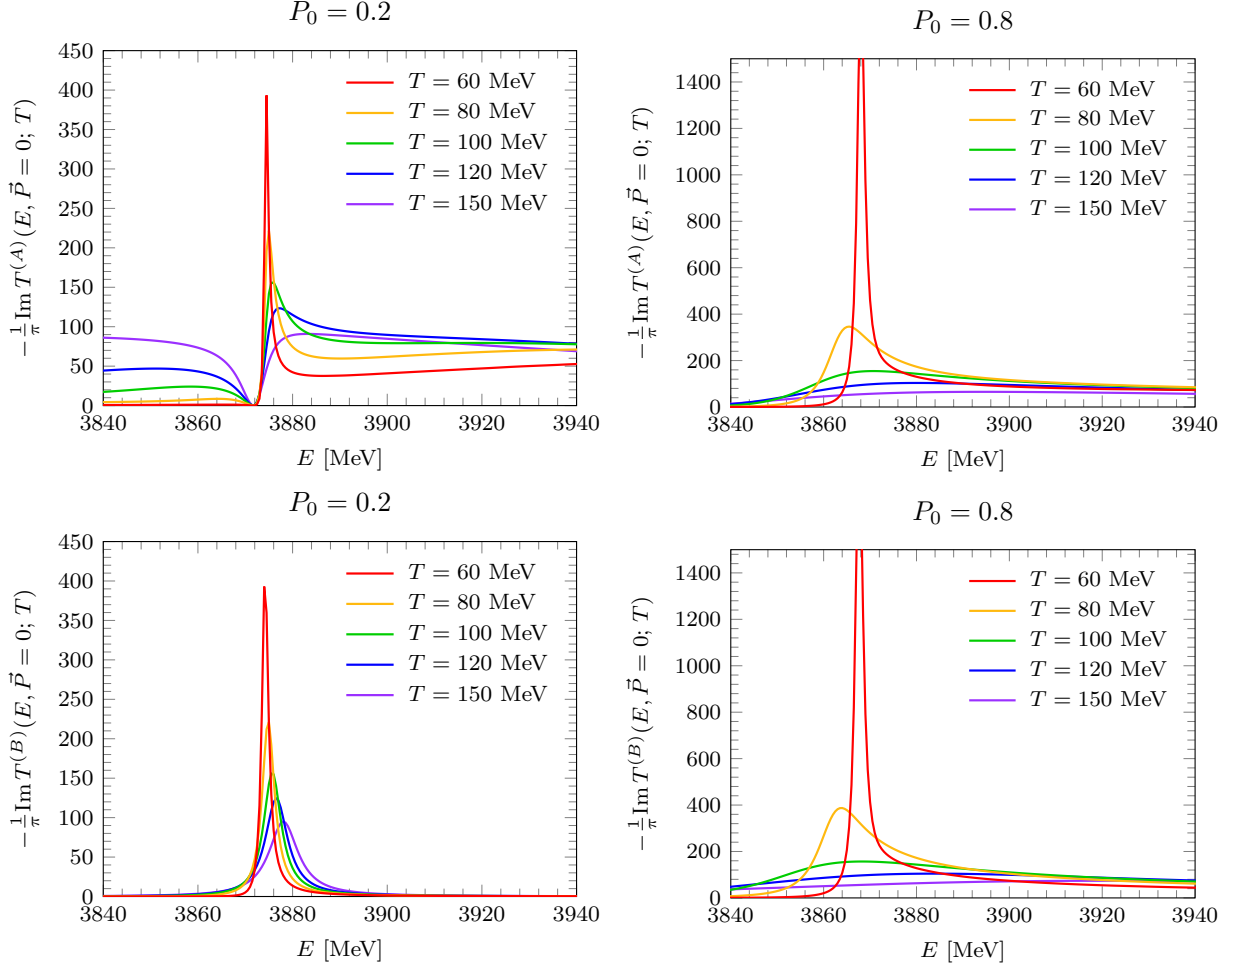 P_0 = 0.2
450
400
350
300
250
200
150
100
50
0
3840 3860 3880 3900 3920 3940
E [MeV]
−1/π Im T^(A)(E, P⃗ = 0; T)
T = 60 MeV
T = 80 MeV
T = 100 MeV
T = 120 MeV
T = 150 MeV
P_0 = 0.8
1400
1200
1000
800
600
400
200
0
3840 3860 3880 3900 3920 3940
E [MeV]
−1/π Im T^(A)(E, P⃗ = 0; T)
T = 60 MeV
T = 80 MeV
T = 100 MeV
T = 120 MeV
T = 150 MeV
P_0 = 0.2
450
400
350
300
250
200
150
100
50
0
3840 3860 3880 3900 3920 3940
E [MeV]
−1/π Im T^(B)(E, P⃗ = 0; T)
T = 60 MeV
T = 80 MeV
T = 100 MeV
T = 120 MeV
T = 150 MeV
P_0 = 0.8
1400
1200
1000
800
600
400
200
0
3840 3860 3880 3900 3920 3940
E [MeV]
−1/π Im T^(B)(E, P⃗ = 0; T)
T = 60 MeV
T = 80 MeV
T = 100 MeV
T = 120 MeV
T = 150 MeV